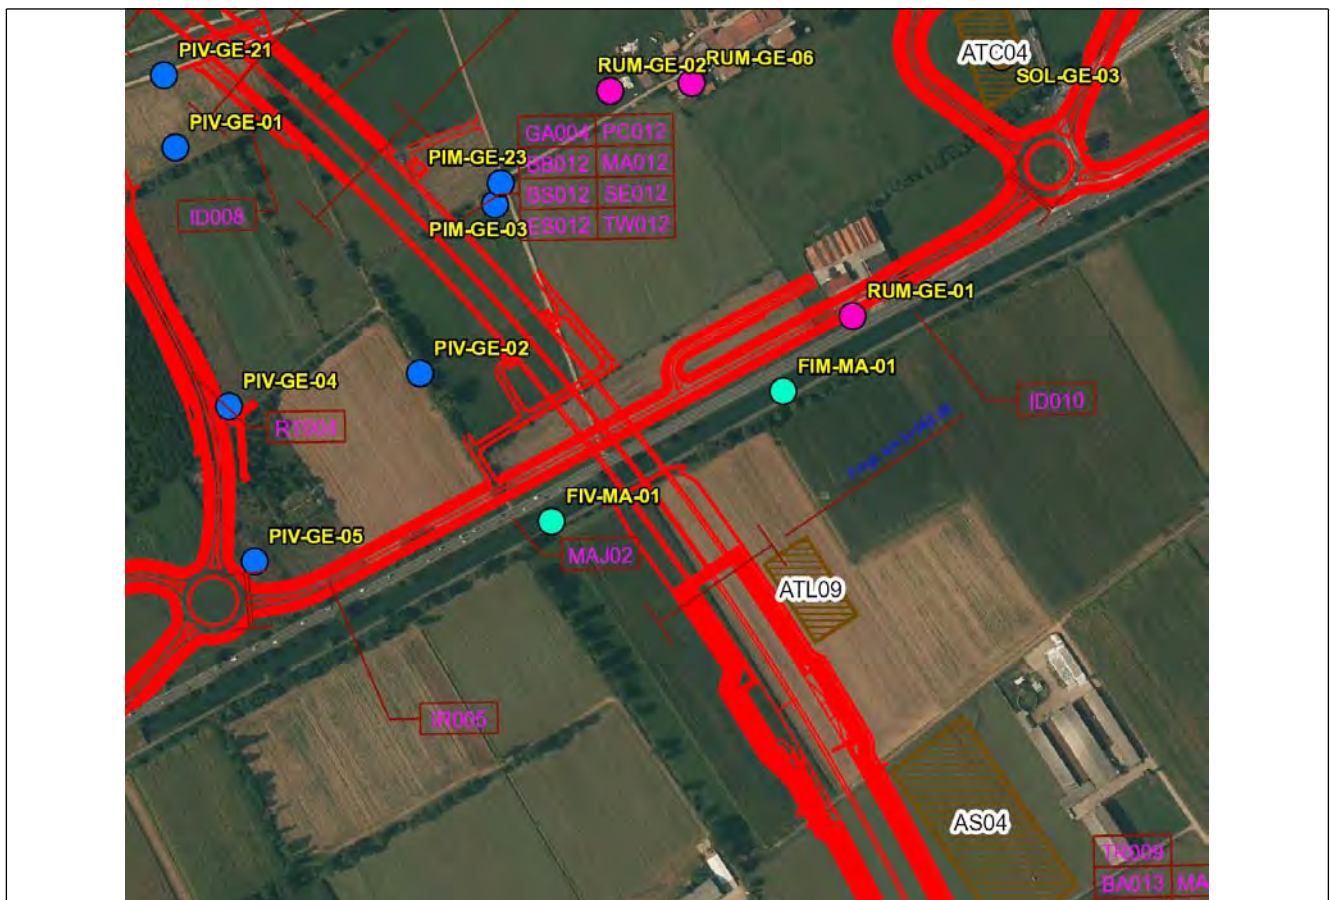 PIV-GE-21
ATC04
RUM-GE-02
RUM-GE-06
SOL-GE-03
PIV-GE-01
GA004 PC012
PIM-GE-23
BB012 MA012
ID008
BS012 SE012
PIM-GE-03
ES012 TW012
RUM-GE-01
PIV-GE-02
FIM-MA-01
PIV-GE-04
ID010
FIV-MA-01
PIV-GE-05
MAJ02
ATL09
IR005
AS04
BA013